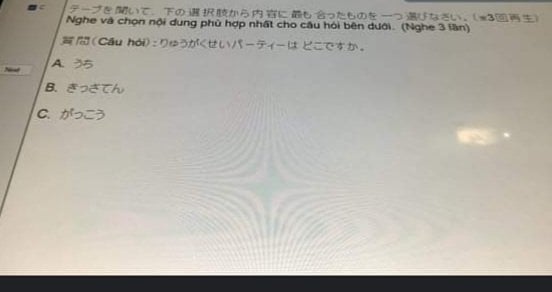 テープを聞いて、下の選択肢から内容に最も合ったものを一つ選びなさい。(※3回再生)
Nghe và chọn nội dung phù hợp nhất cho câu hỏi bên dưới. (Nghe 3 lần)
質問(Câu hỏi):りゅうがくせいパーティーは どこですか。
Next
A. うち
B. きっさてん
C. がっこう